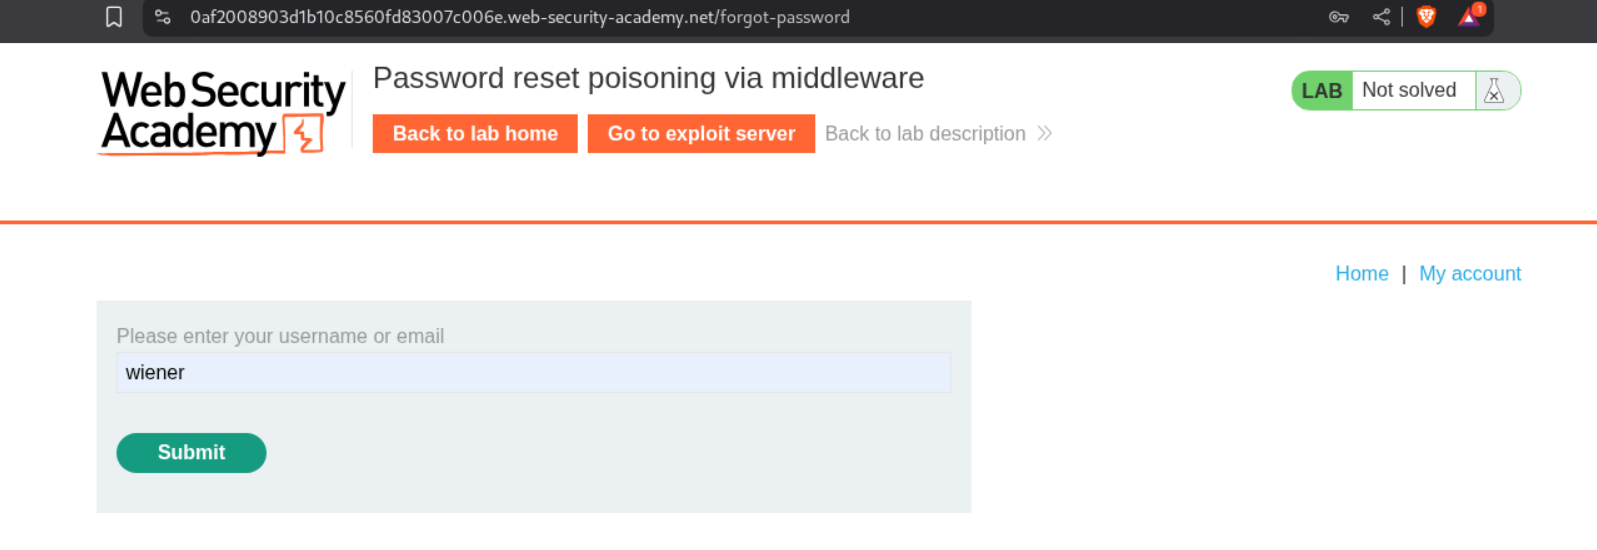 0af2008903d1b10c8560fd83007c006e.web-security-academy.net/forgot-password
1
Web Security
Academy
Password reset poisoning via middleware
Back to lab home
Go to exploit server
Back to lab description
LAB
Not solved
Home | My account
Please enter your username or email
wiener
Submit